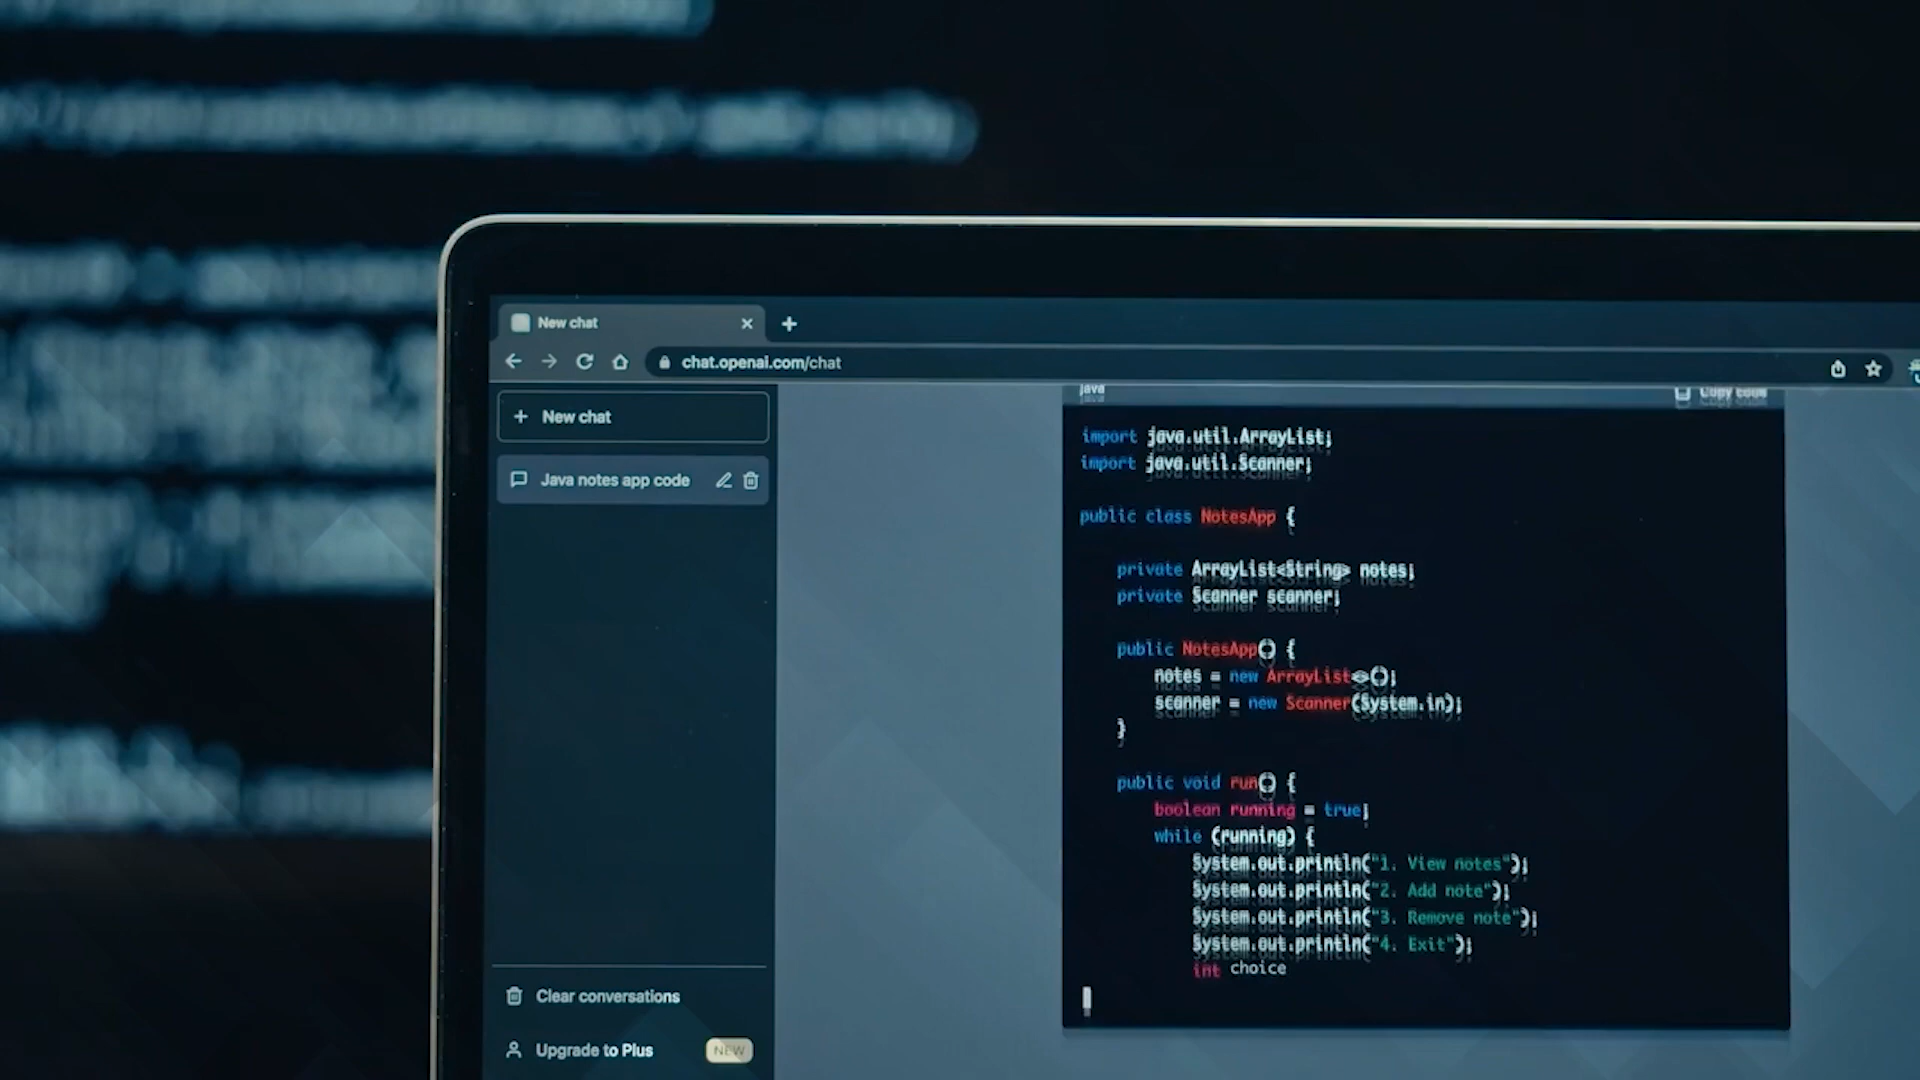 New chat
chat.openai.com/chat
New chat
Java notes app code
Clear conversations
Upgrade to Plus NEW
java Copy code
import java.util.ArrayList;
import java.util.Scanner;
public class NotesApp {
private ArrayList<String> notes;
private Scanner scanner;
public NotesApp() {
notes = new ArrayList<>();
scanner = new Scanner(System.in);
}
public void run() {
boolean running = true;
while (running) {
System.out.println("1. View notes");
System.out.println("2. Add note");
System.out.println("3. Remove note");
System.out.println("4. Exit");
int choice